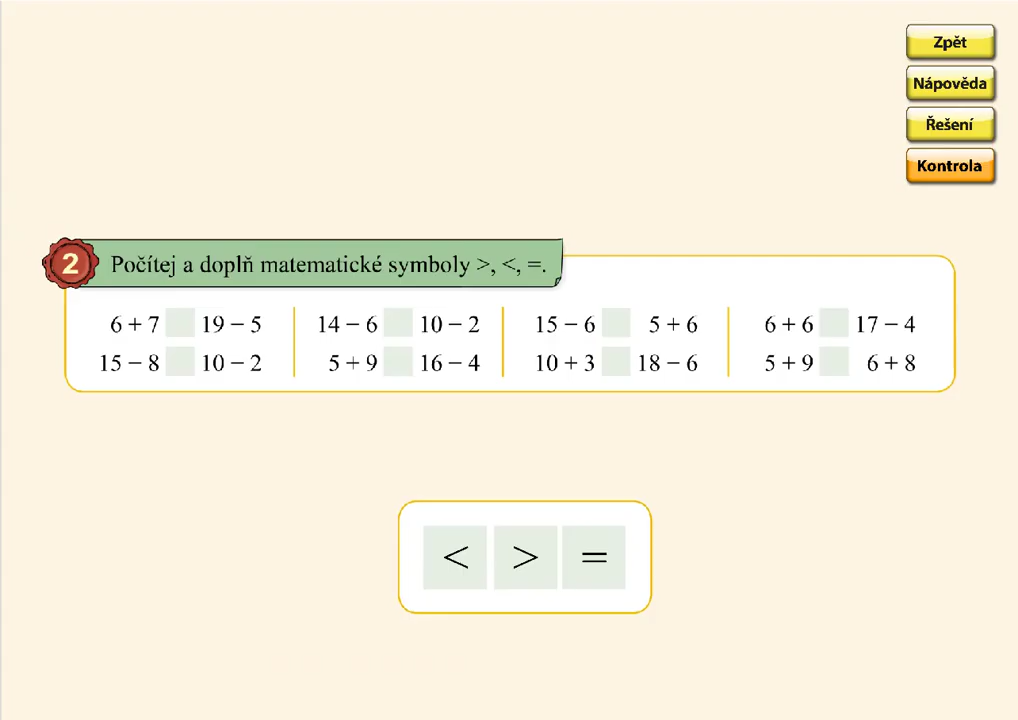 Zpět
Nápověda
Řešení
Kontrola
2 Počítej a doplň matematické symboly >, <, =.
6 + 7 19 − 5 14 − 6 10 − 2 15 − 6 5 + 6 6 + 6 17 − 4
15 − 8 10 − 2 5 + 9 16 − 4 10 + 3 18 − 6 5 + 9 6 + 8
< > =